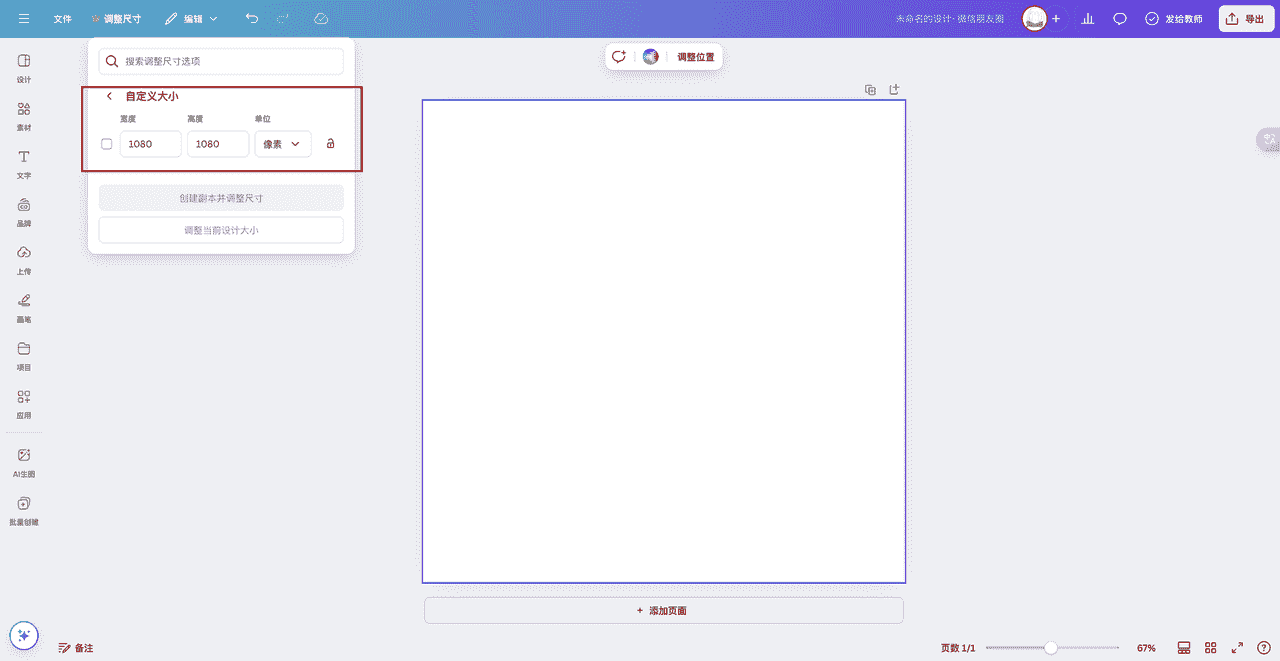 文件 调整尺寸 编辑 未命名的设计- 微信朋友圈 发给教师 导出
设计
素材
文字
品牌
上传
画笔
项目
应用
AI生图
批量创建
搜索调整尺寸选项
自定义大小
宽度 高度 单位
1080 1080 像素
创建副本并调整尺寸
调整当前设计大小
调整位置
+ 添加页面
备注 页数 1/1 67%